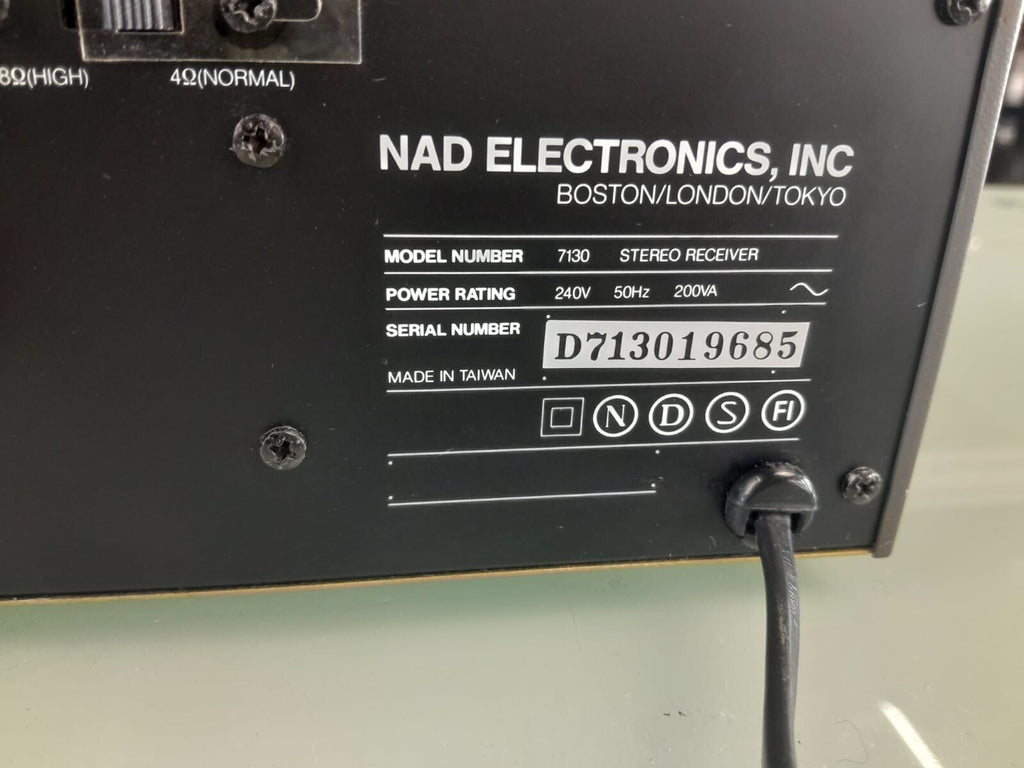 8Ω(HIGH) 4Ω(NORMAL)
NAD ELECTRONICS, INC
BOSTON/LONDON/TOKYO
MODEL NUMBER 7130 STEREO RECEIVER
POWER RATING 240V 50Hz 200VA ~
SERIAL NUMBER D713019685
MADE IN TAIWAN
N D S FI